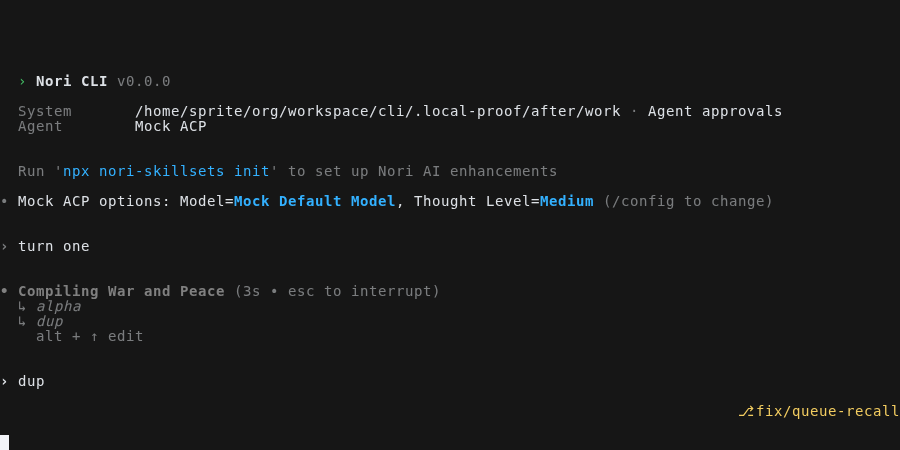 › Nori CLI v0.0.0
System /home/sprite/org/workspace/cli/.local-proof/after/work · Agent approvals
Agent Mock ACP
Run 'npx nori-skillsets init' to set up Nori AI enhancements
• Mock ACP options: Model=Mock Default Model, Thought Level=Medium (/config to change)
› turn one
• Compiling War and Peace (3s • esc to interrupt)
↳ alpha
↳ dup
alt + ↑ edit
› dup
⎇fix/queue-recall